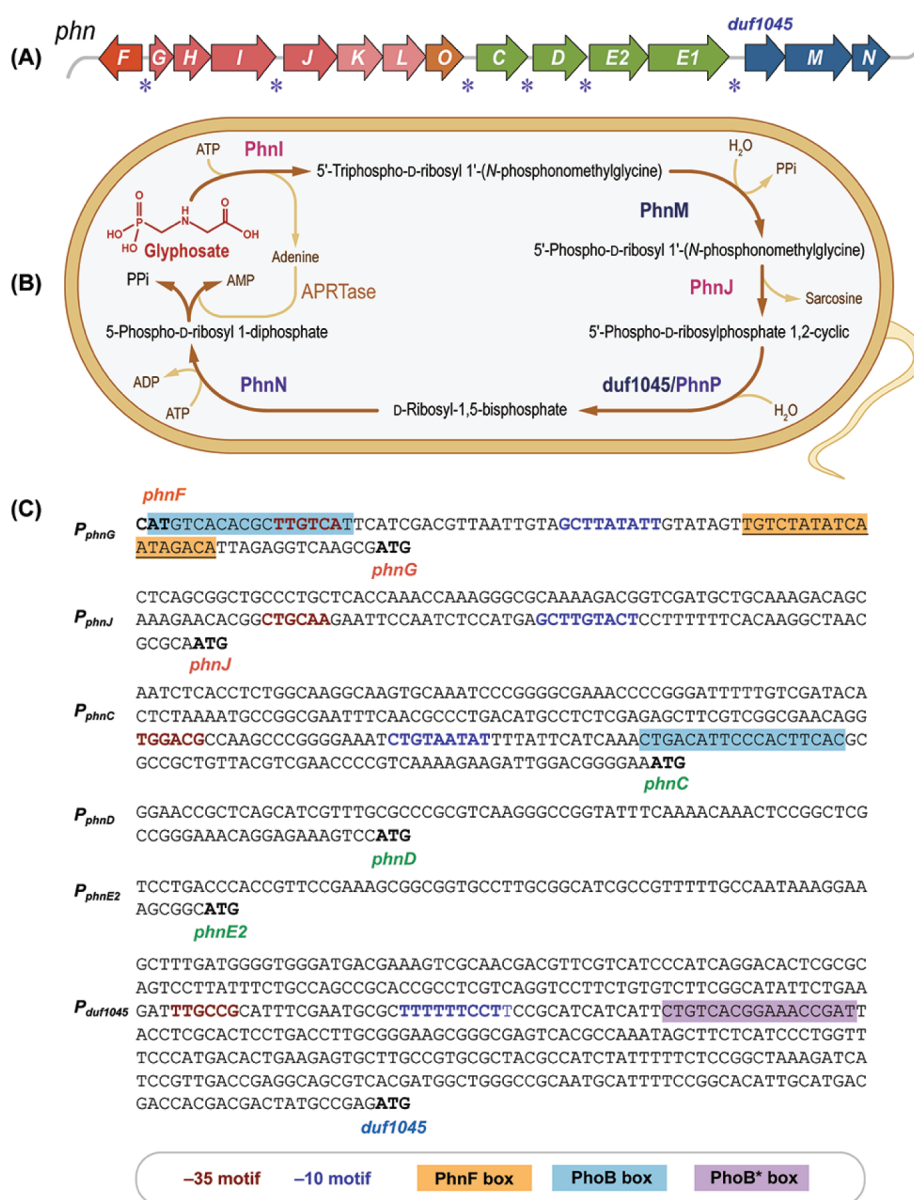 phn
duf1045
(A)
F G H I J K L O C D E2 E1 M N
* * * * * *
(B)
ATP
PhnI
5'-Triphospho-D-ribosyl 1'-(N-phosphonomethylglycine)
H2O
PPi
PhnM
O
H
N
O
HO
P
HO
OH
Glyphosate
Adenine
5'-Phospho-D-ribosyl 1'-(N-phosphonomethylglycine)
PPi
AMP
APRTase
PhnJ
Sarcosine
5-Phospho-D-ribosyl 1-diphosphate
5'-Phospho-D-ribosylphosphate 1,2-cyclic
ADP
PhnN
ATP
duf1045/PhnP
H2O
D-Ribosyl-1,5-bisphosphate
(C)
phnF
PphnG
CATGTCACACGCTTGTCATTCATCGACGTTAATTGTAGCTTATATTGTATAGTTGTCTATATCA
ATAGACATTAGAGGTCAAGCGATG
phnG
CTCAGCGGCTGCCCTGCTCACCAAACCAAAGGGCGCAAAAGACGGTCGATGCTGCAAAGACAGC
PphnJ
AAAGAACACGGCTGCAAGAATTCCAATCTCCATGAGCTTGTACTCCTTTTTTCACAAGGCTAAC
GCGCAATG
phnJ
AATCTCACCTCTGGCAAGGCAAGTGCAAATCCCGGGGCGAAACCCCGGGATTTTTGTCGATACA
PphnC
CTCTAAAATGCCGGCGAATTTCAACGCCCTGACATGCCTCTCGAGAGCTTCGTCGGCGAACAGG
TGGACGCCAAGCCCGGGGAAATCTGTAATATTTTATTCATCAAACTGACATTCCCACTTCACGC
GCCGCTGTTACGTCGAACCCCGTCAAAAGAAGATTGGACGGGGAAATG
phnC
PphnD
GGAACCGCTCAGCATCGTTTGCGCCCGCGTCAAGGGCCGGTATTTCAAAACAAACTCCGGCTCG
CCGGGAAACAGGAGAAAGTCCATG
phnD
PphnE2
TCCTGACCCACCGTTCCGAAAGCGGCGGTGCCTTGCGGCATCGCCGTTTTTGCCAATAAAGGAA
AGCGGCATG
phnE2
GCTTTGATGGGGTGGGATGACGAAAGTCGCAACGACGTTCGTCATCCCATCAGGACACTCGCGC
AGTCCTTATTTCTGCCAGCCGCACCGCCTCGTCAGGTCCTTCTGTGTCTTCGGCATATTCTGAA
Pduf1045
GATTTGCCGCATTTCGAATGCGCTTTTTTCCTTCCGCATCATCATTCTGTCACGGAAACCGATT
ACCTCGCACTCCTGACCTTGCGGGAAGCGGGCGAGTCACGCCAAATAGCTTCTCATCCCTGGTT
TCCCATGACACTGAAGAGTGCTTGCCGTGCGCTACGCCATCTATTTTTCTCCGGCTAAAGATCA
TCCGTTGACCGAGGCAGCGTCACGATGGCTGGGCCGCAATGCATTTTCCGGCACATTGCATGAC
GACCACGACGACTATGCCGAGATG
duf1045
–35 motif
–10 motif
PhnF box
PhoB box
PhoB* box